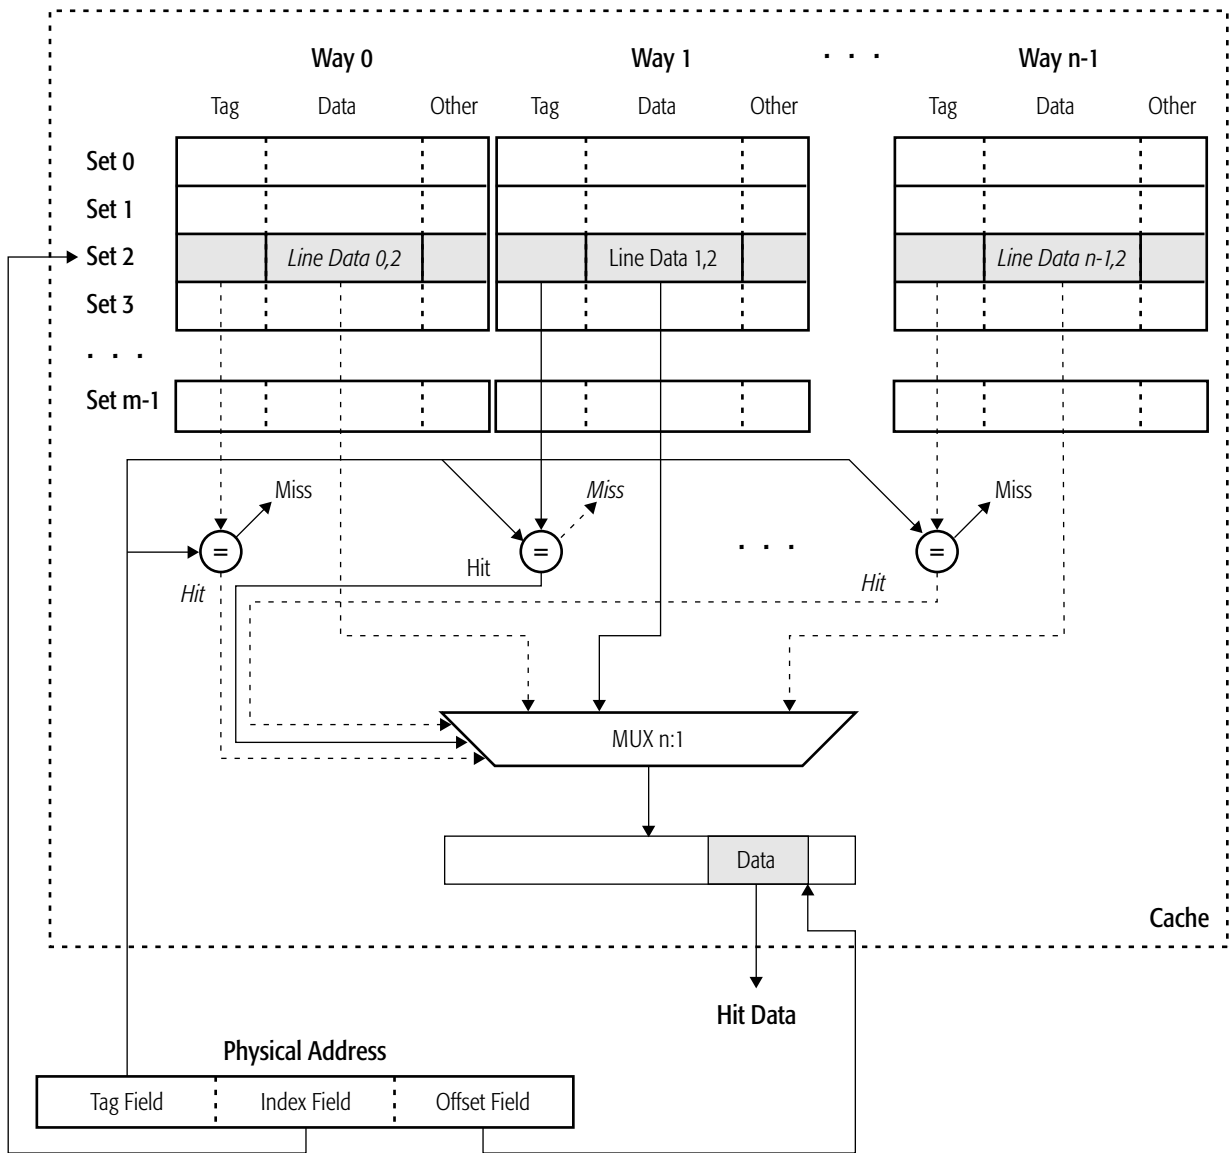 Way 0 Way 1 . . . Way n-1
Tag Data Other Tag Data Other Tag Data Other
Set 0
Set 1
Set 2 Line Data 0,2 Line Data 1,2 Line Data n-1,2
Set 3
. . .
Set m-1
Miss Miss Miss
= = . . . =
Hit Hit Hit
MUX n:1
Data
Cache
Hit Data
Physical Address
Tag Field Index Field Offset Field